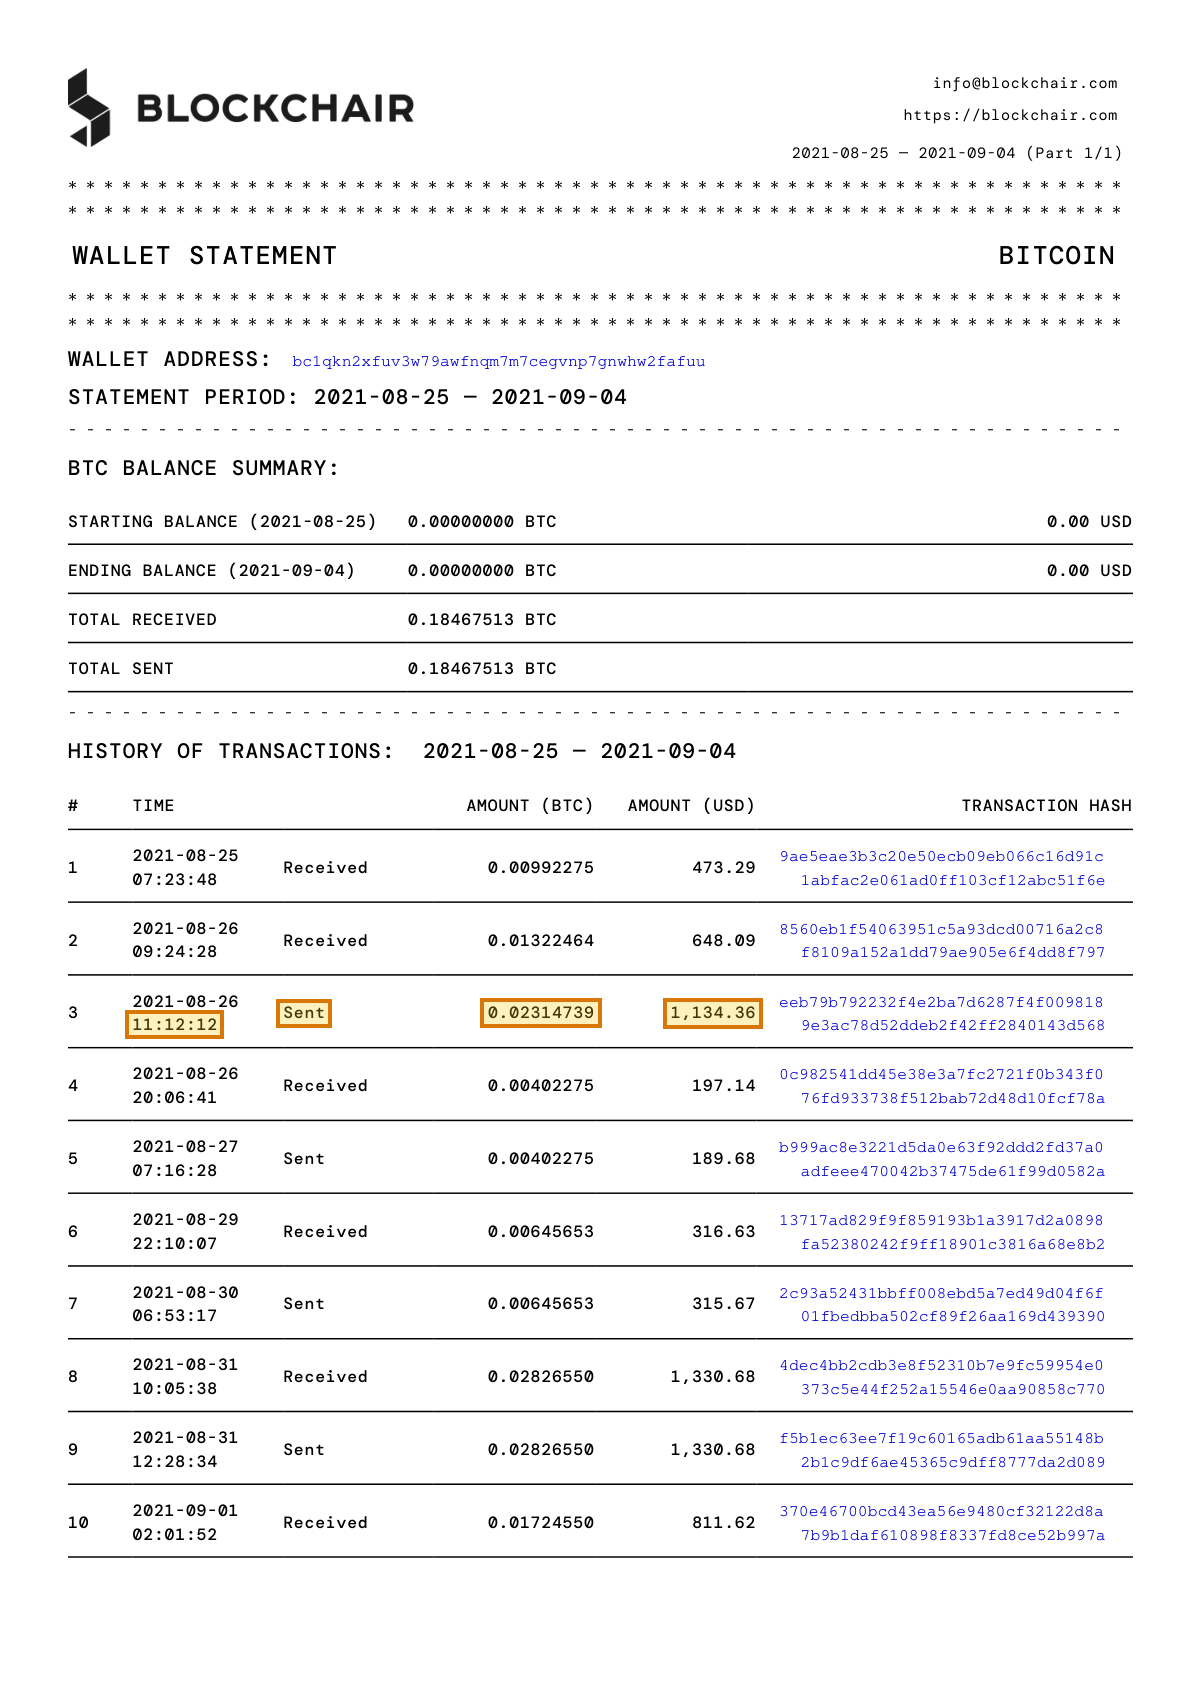 BLOCKCHAIR
info@blockchair.com
https://blockchair.com
2021-08-25 — 2021-09-04 (Part 1/1)
* * * * * * * * * * * * * * * * * * * * * * * * * * * * * * * * * * * * * * * * * * * * * * * * * * * * * * * * * * *
* * * * * * * * * * * * * * * * * * * * * * * * * * * * * * * * * * * * * * * * * * * * * * * * * * * * * * * * * * *
WALLET STATEMENT BITCOIN
* * * * * * * * * * * * * * * * * * * * * * * * * * * * * * * * * * * * * * * * * * * * * * * * * * * * * * * * * * *
* * * * * * * * * * * * * * * * * * * * * * * * * * * * * * * * * * * * * * * * * * * * * * * * * * * * * * * * * * *
WALLET ADDRESS: bc1qkn2xfuv3w79awfnqm7m7cegvnp7gnwhw2fafuu
STATEMENT PERIOD: 2021-08-25 — 2021-09-04
- - - - - - - - - - - - - - - - - - - - - - - - - - - - - - - - - - - - - - - - - - - - - - - - - - - - - - - - - - -
BTC BALANCE SUMMARY:
STARTING BALANCE (2021-08-25) 0.00000000 BTC 0.00 USD
ENDING BALANCE (2021-09-04) 0.00000000 BTC 0.00 USD
TOTAL RECEIVED 0.18467513 BTC
TOTAL SENT 0.18467513 BTC
- - - - - - - - - - - - - - - - - - - - - - - - - - - - - - - - - - - - - - - - - - - - - - - - - - - - - - - - - - -
HISTORY OF TRANSACTIONS: 2021-08-25 — 2021-09-04
# TIME AMOUNT (BTC) AMOUNT (USD) TRANSACTION HASH
2021-08-25 9ae5eae3b3c20e50ecb09eb066c16d91c
1 Received 0.00992275 473.29
07:23:48 1abfac2e061ad0ff103cf12abc51f6e
2021-08-26 8560eb1f54063951c5a93dcd00716a2c8
2 Received 0.01322464 648.09
09:24:28 f8109a152a1dd79ae905e6f4dd8f797
2021-08-26 eeb79b792232f4e2ba7d6287f4f009818
3 Sent 0.02314739 1,134.36
11:12:12 9e3ac78d52ddeb2f42ff2840143d568
2021-08-26 0c982541dd45e38e3a7fc2721f0b343f0
4 Received 0.00402275 197.14
20:06:41 76fd933738f512bab72d48d10fcf78a
2021-08-27 b999ac8e3221d5da0e63f92ddd2fd37a0
5 Sent 0.00402275 189.68
07:16:28 adfeee470042b37475de61f99d0582a
2021-08-29 13717ad829f9f859193b1a3917d2a0898
6 Received 0.00645653 316.63
22:10:07 fa52380242f9ff18901c3816a68e8b2
2021-08-30 2c93a52431bbff008ebd5a7ed49d04f6f
7 Sent 0.00645653 315.67
06:53:17 01fbedbba502cf89f26aa169d439390
2021-08-31 4dec4bb2cdb3e8f52310b7e9fc59954e0
8 Received 0.02826550 1,330.68
10:05:38 373c5e44f252a15546e0aa90858c770
2021-08-31 f5b1ec63ee7f19c60165adb61aa55148b
9 Sent 0.02826550 1,330.68
12:28:34 2b1c9df6ae45365c9dff8777da2d089
2021-09-01 370e46700bcd43ea56e9480cf32122d8a
10 Received 0.01724550 811.62
02:01:52 7b9b1daf610898f8337fd8ce52b997a